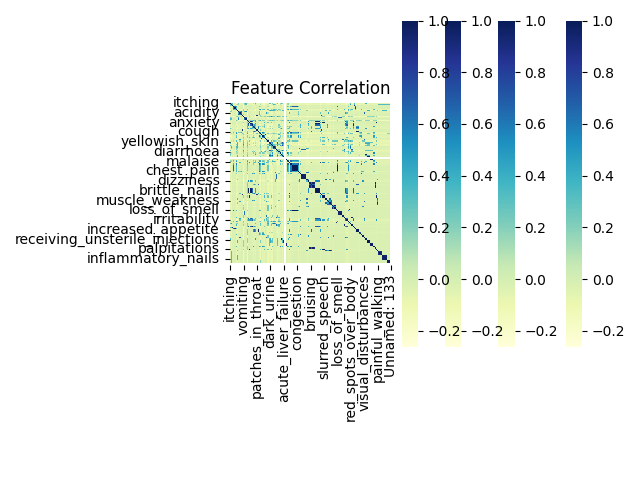 Feature Correlation
itching
acidity
anxiety
cough
yellowish_skin
diarrhoea
malaise
chest_pain
dizziness
brittle_nails
muscle_weakness
loss_of_smell
irritability
increased_appetite
receiving_unsterile_injections
palpitations
inflammatory_nails
itching
vomiting
patches_in_throat
dark_urine
acute_liver_failure
congestion
bruising
slurred_speech
loss_of_smell
red_spots_over_body
visual_disturbances
painful_walking
Unnamed: 133
1.0 1.0 1.0 1.0
0.8 0.8 0.8 0.8
0.6 0.6 0.6 0.6
0.4 0.4 0.4 0.4
0.2 0.2 0.2 0.2
0.0 0.0 0.0 0.0
−0.2 −0.2 −0.2 −0.2